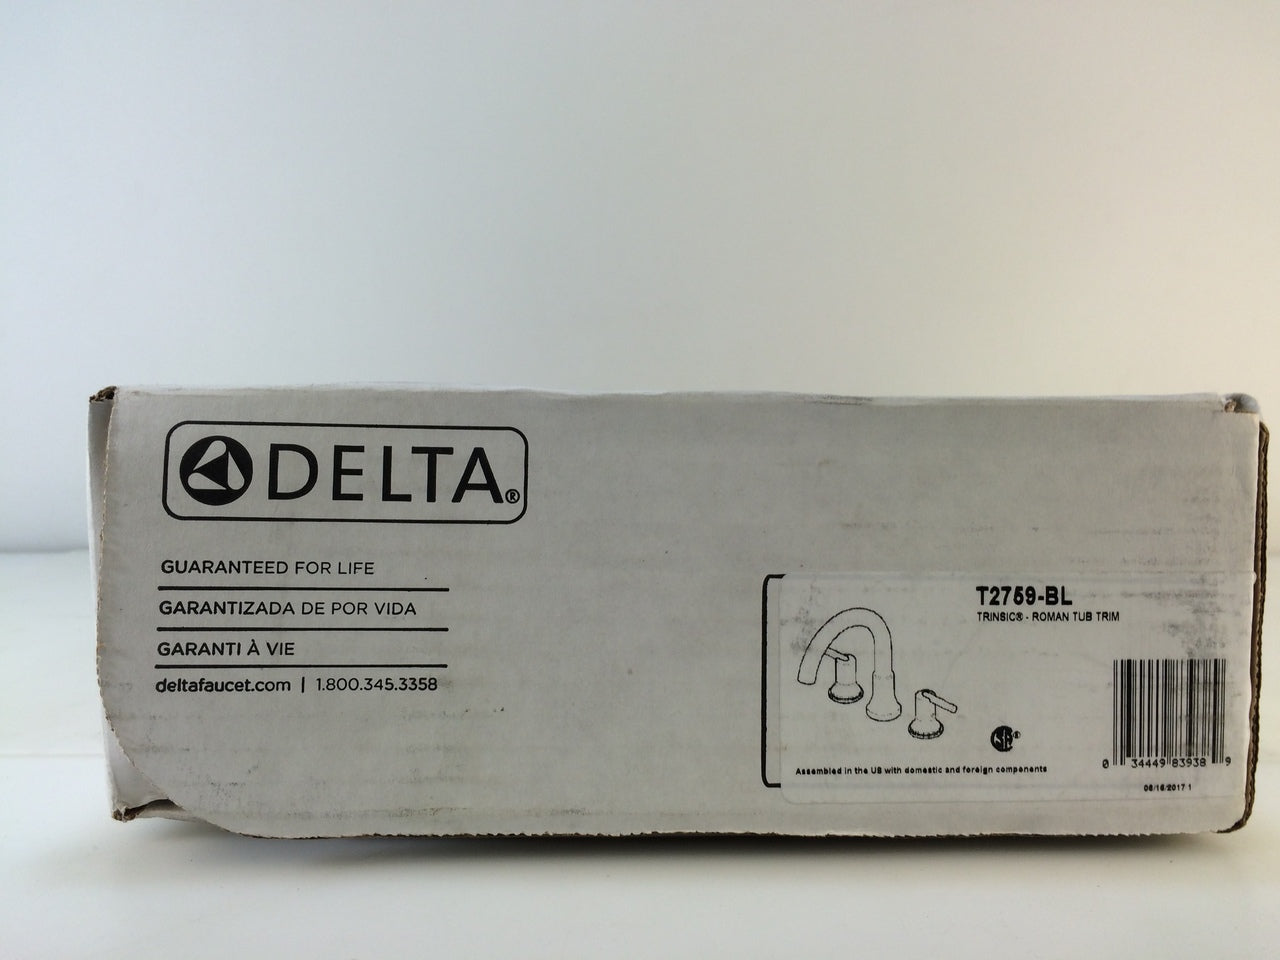 DELTA®
GUARANTEED FOR LIFE
GARANTIZADA DE POR VIDA
GARANTI À VIE
deltafaucet.com | 1.800.345.3358
T2759-BL
TRINSIC® - ROMAN TUB TRIM
Assembled in the US with domestic and foreign components
0 34449 83938 9
06/16/2017 1